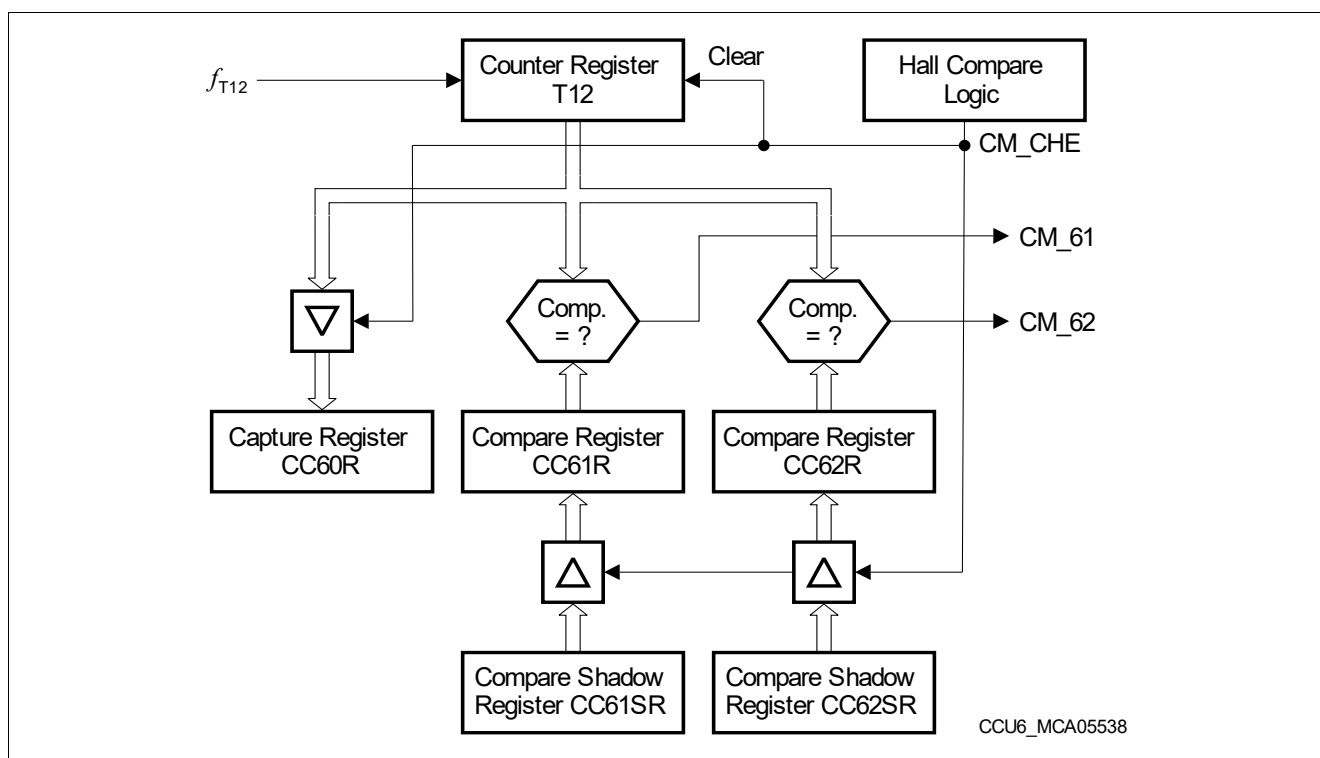 Counter Register
T12
Clear
Hall Compare
Logic
fT12
CM_CHE
CM_61
Comp.
= ?
Comp.
= ?
CM_62
Capture Register
CC60R
Compare Register
CC61R
Compare Register
CC62R
Compare Shadow
Register CC61SR
Compare Shadow
Register CC62SR
CCU6_MCA05538